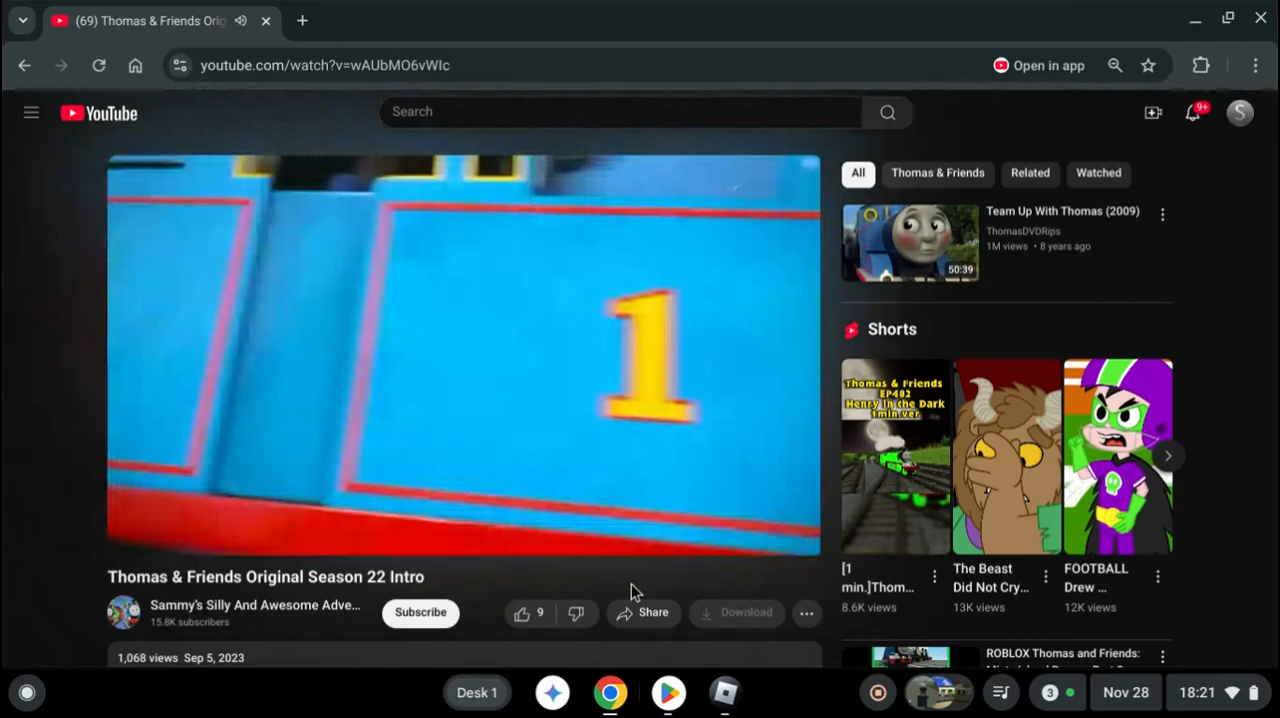 (69) Thomas & Friends Orig
youtube.com/watch?v=wAUbMO6vWIc
Open in app
YouTube
Search
9+
S
1
All
Thomas & Friends
Related
Watched
Team Up With Thomas (2009)
ThomasDVDRips
1M views • 8 years ago
50:39
Shorts
Thomas & Friends
EP482
Henry in the Dark
1min.ver
[1
min.]Thom...
8.6K views
The Beast
Did Not Cry...
13K views
FOOTBALL
Drew ...
12K views
Thomas & Friends Original Season 22 Intro
Sammy's Silly And Awesome Adve...
15.8K subscribers
Subscribe
9
Share
Download
1,068 views Sep 5, 2023
ROBLOX Thomas and Friends:
Desk 1
3
Nov 28
18:21